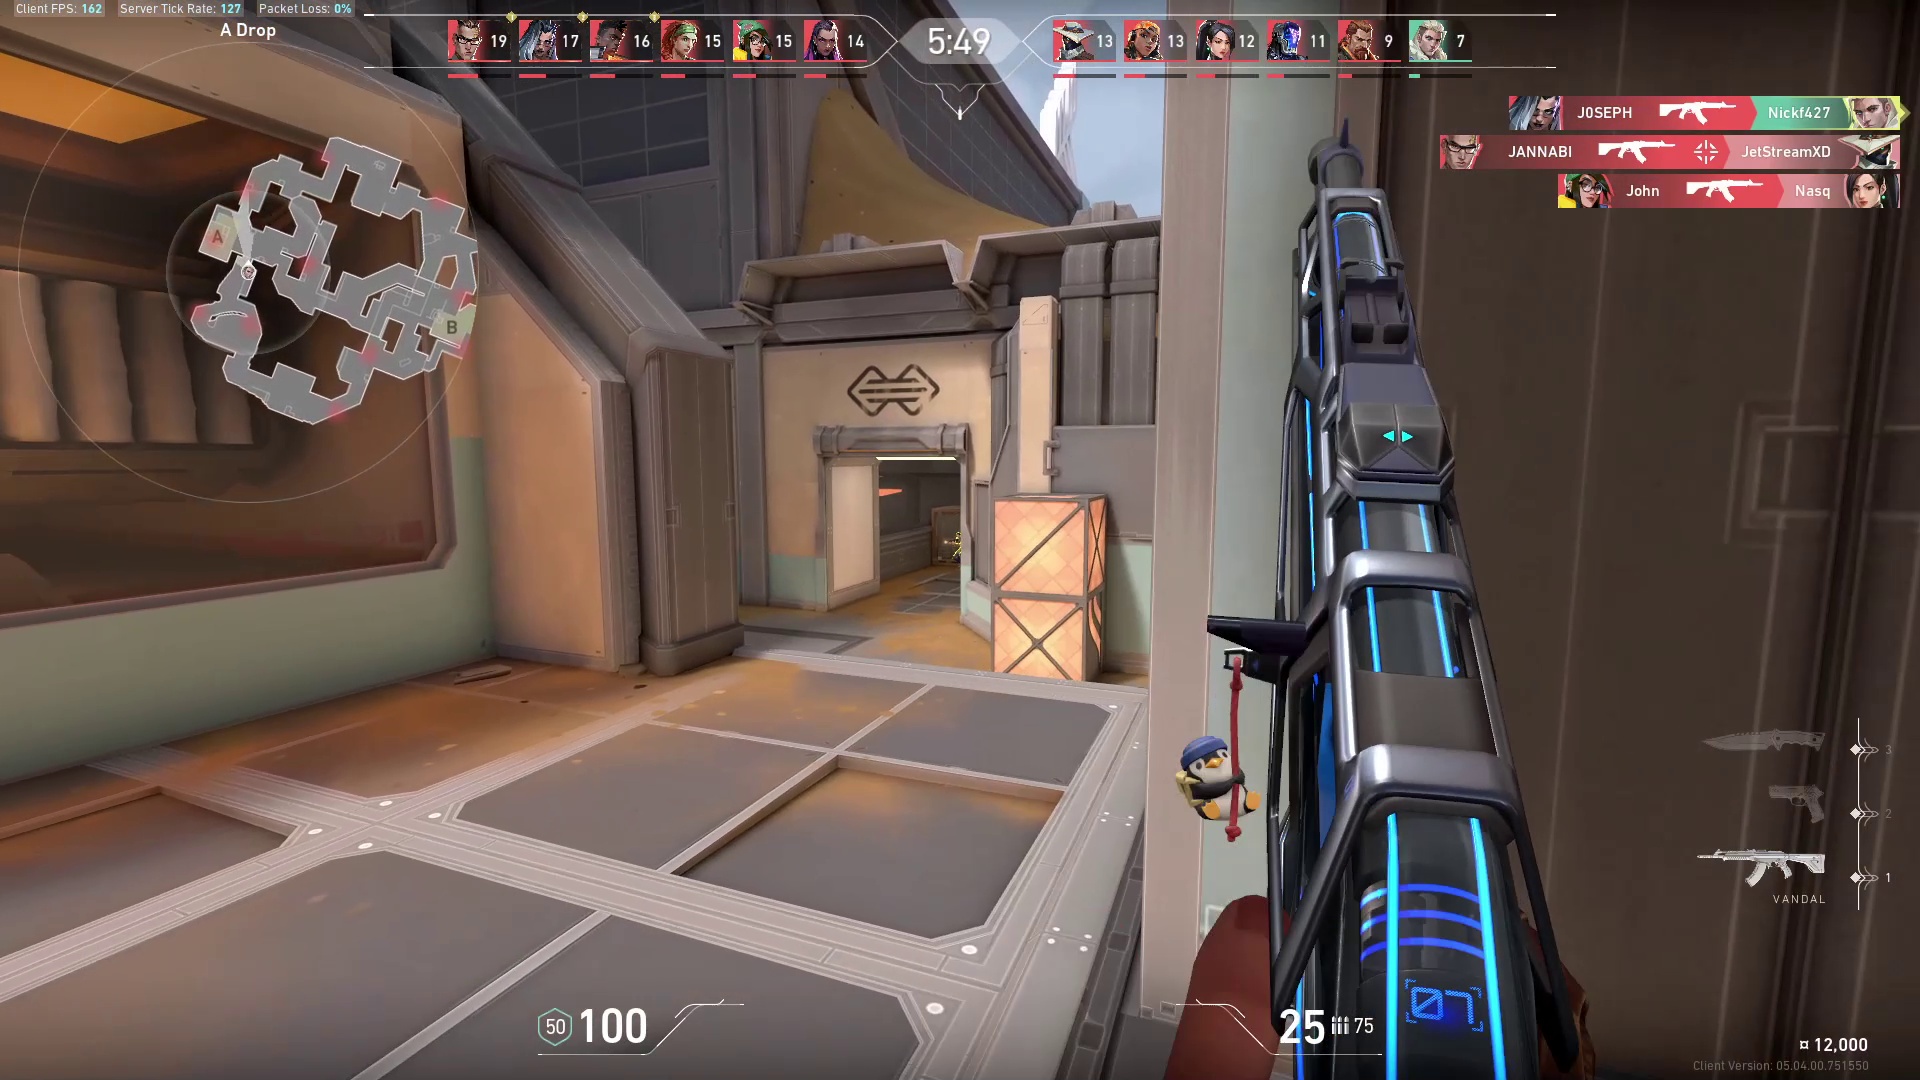 Client FPS: 162 Server Tick Rate: 127 Packet Loss: 0%
A Drop
19 17 16 15 15 14 5:49 13 13 12 11 9 7
J0SEPH Nickf427
JANNABI JetStreamXD
John Nasq
A
B
3
2
1
VANDAL
07
50 100
25 75
¤ 12,000
Client Version: 05.04.00.751550